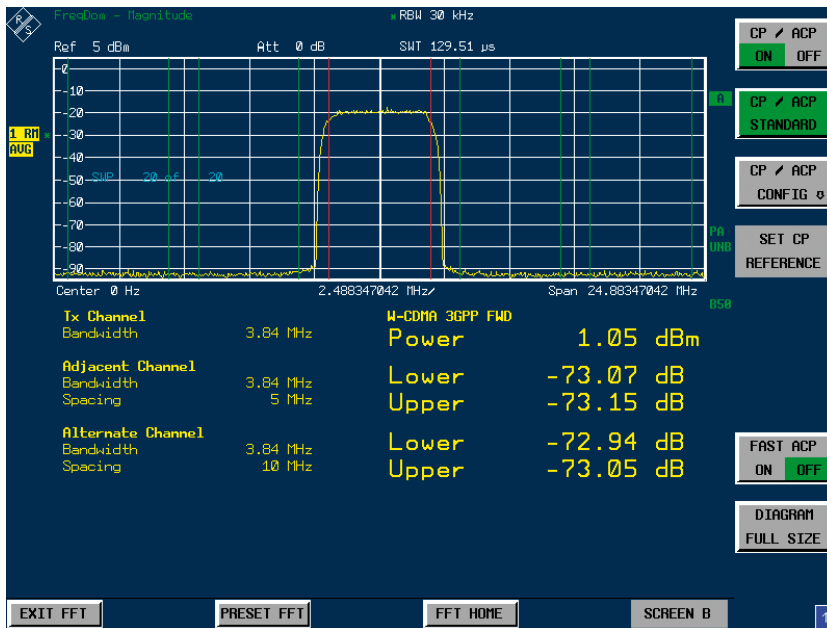 FreqDom - Magnitude
* RBW 30 kHz
R/S
Ref 5 dBm Att 0 dB SWT 129.51 µs
CP / ACP
ON OFF
CP / ACP
STANDARD
CP / ACP
CONFIG
SET CP
REFERENCE
FAST ACP
ON OFF
DIAGRAM
FULL SIZE
-0
-10
-20
-30
-40
-50
-60
-70
-80
-90
1 RM *
AVG
SWP 20 of 20
A
PA
UNB
B50
Center 0 Hz 2.488347042 MHz/ Span 24.88347042 MHz
Tx Channel W-CDMA 3GPP FWD
Bandwidth 3.84 MHz Power 1.05 dBm
Adjacent Channel
Bandwidth 3.84 MHz Lower -73.07 dB
Spacing 5 MHz Upper -73.15 dB
Alternate Channel
Bandwidth 3.84 MHz Lower -72.94 dB
Spacing 10 MHz Upper -73.05 dB
EXIT FFT PRESET FFT FFT HOME SCREEN B
1